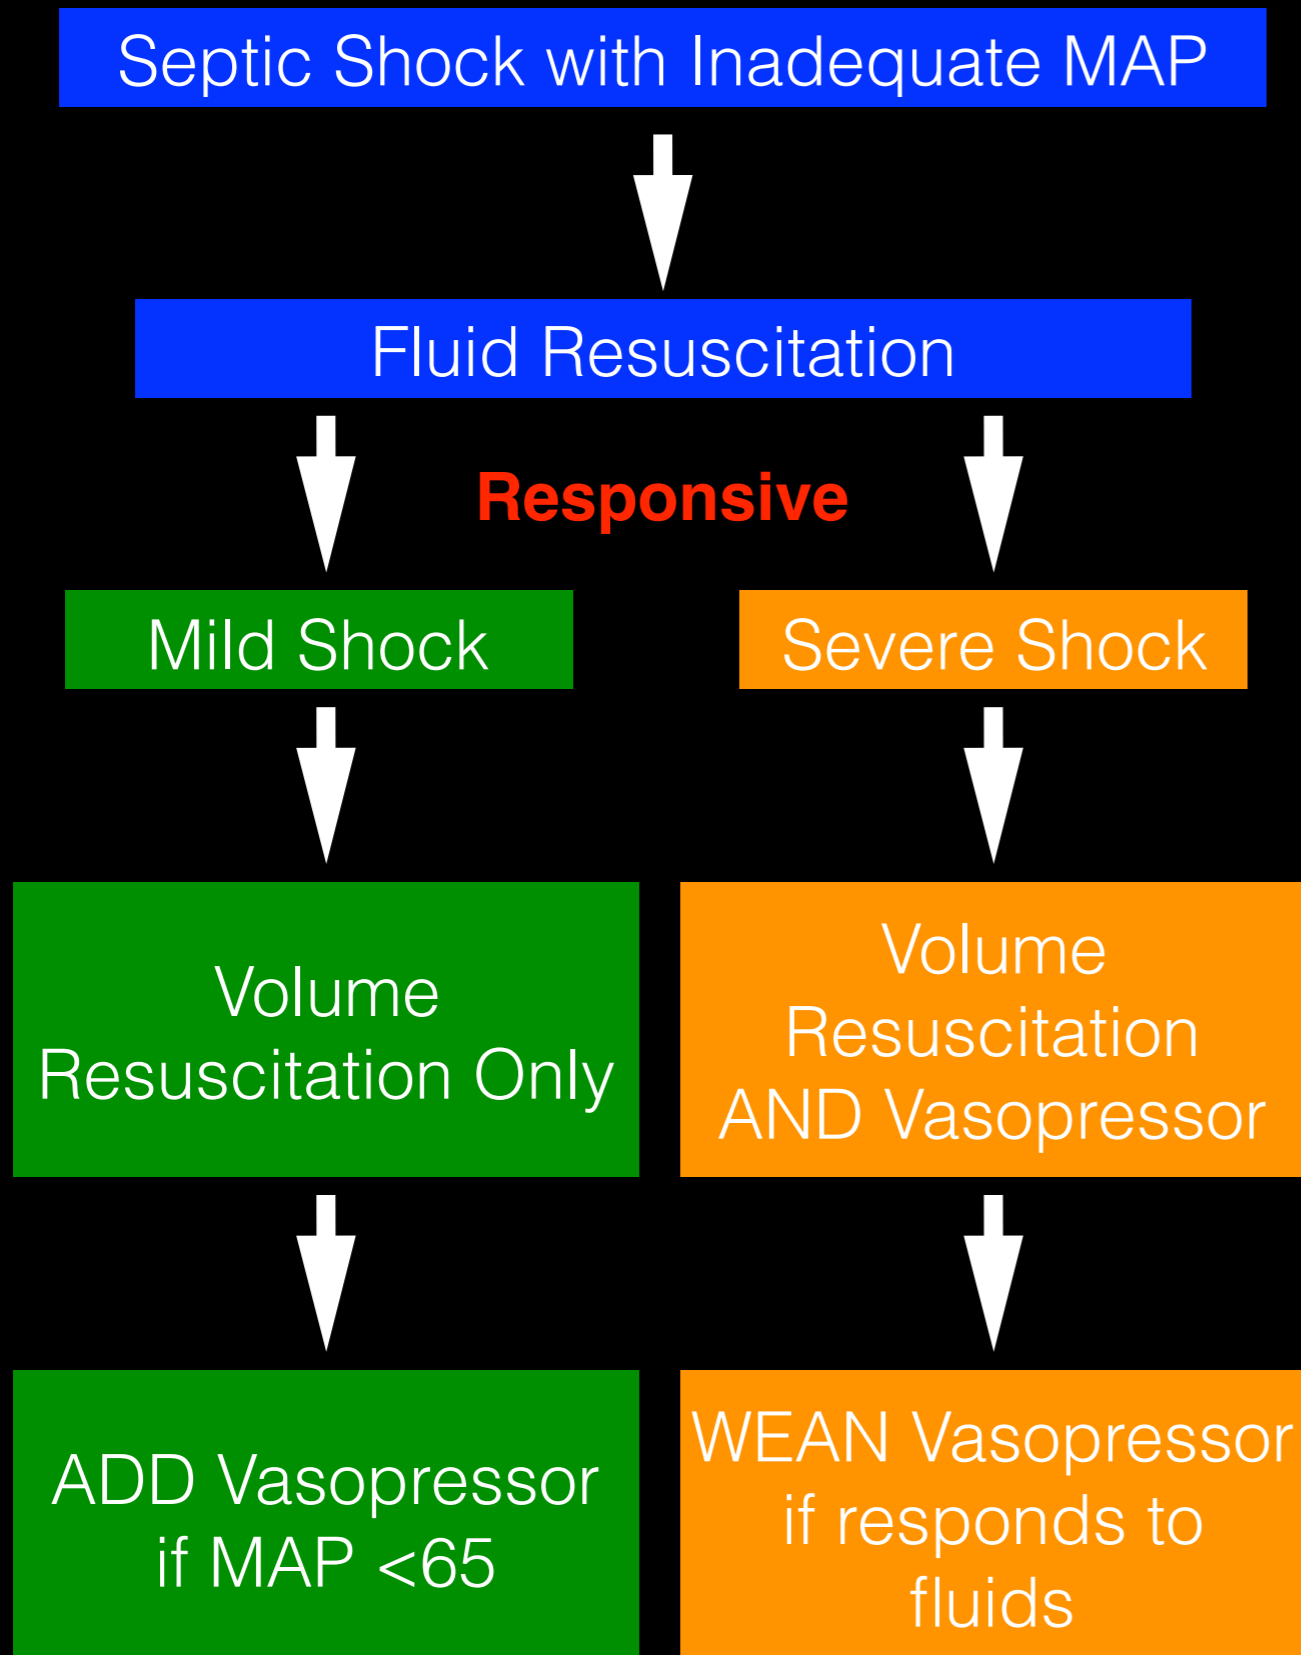 Septic Shock with Inadequate MAP
Fluid Resuscitation
Responsive
Mild Shock
Severe Shock
Volume
Resuscitation Only
Volume
Resuscitation
AND Vasopressor
ADD Vasopressor
if MAP <65
WEAN Vasopressor
if responds to
fluids